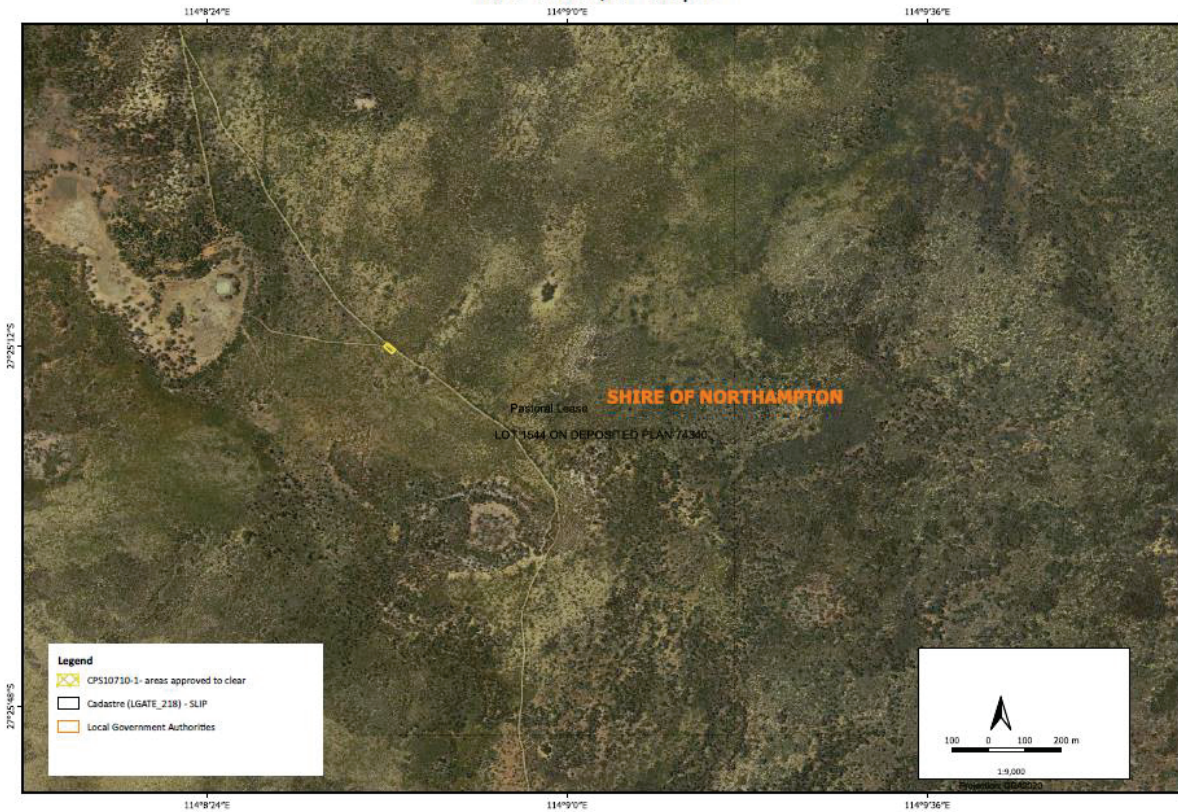 114°8'24"E 114°9'0"E 114°9'36"E
27°25'12"S
SHIRE OF NORTHAMPTON
Pastoral Lease
LOT 1544 ON DEPOSITED PLAN 74340
27°25'48"S
Legend
CPS10710-1- areas approved to clear
Cadastre (LGATE_218) - SLIP
Local Government Authorities
100 0 100 200 m
1:9,000
114°8'24"E 114°9'0"E 114°9'36"E